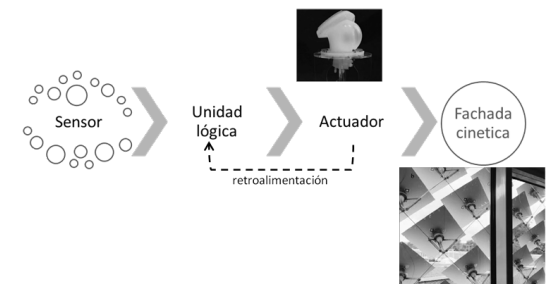 Sensor
Unidad
lógica
Actuador
Fachada
cinetica
retroalimentación